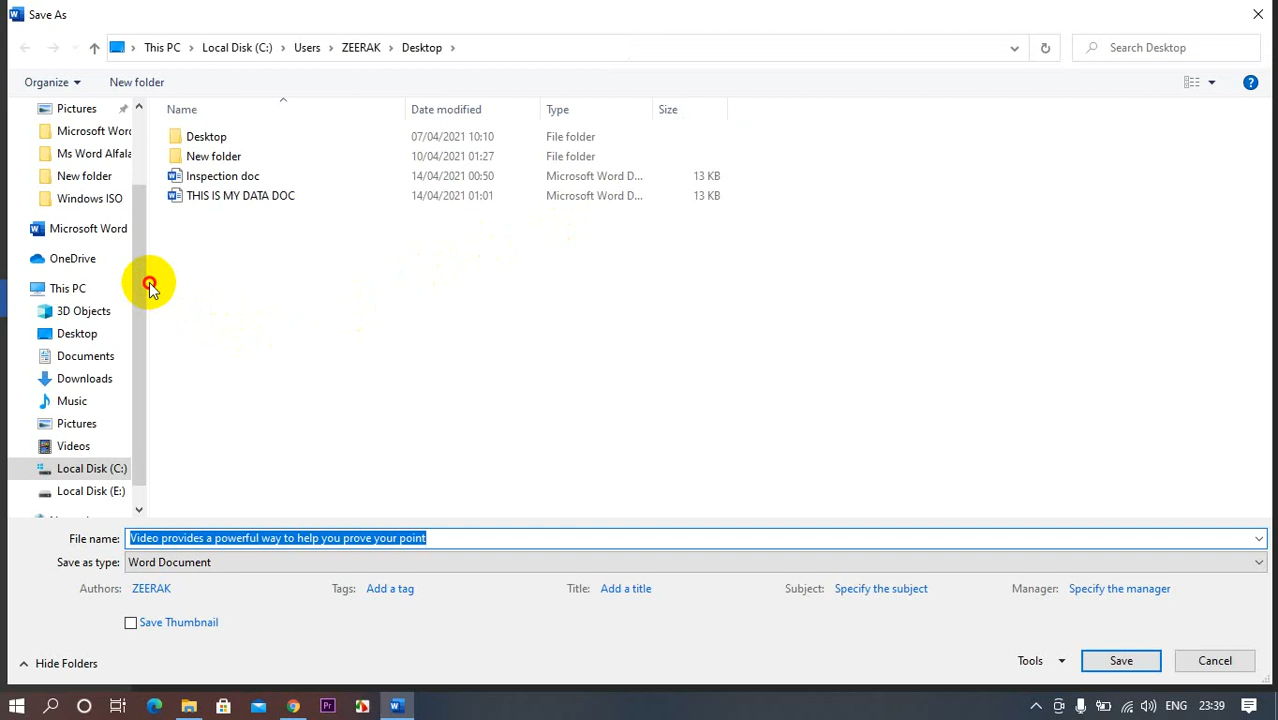 Save As
This PC > Local Disk (C:) > Users > ZEERAK > Desktop >
Search Desktop
Organize
New folder
Name
Date modified
Type
Size
Desktop 07/04/2021 10:10 File folder
New folder 10/04/2021 01:27 File folder
Inspection doc 14/04/2021 00:50 Microsoft Word D... 13 KB
THIS IS MY DATA DOC 14/04/2021 01:01 Microsoft Word D... 13 KB
Pictures
Microsoft Word
Ms Word Alfala
New folder
Windows ISO
Microsoft Word
OneDrive
This PC
3D Objects
Desktop
Documents
Downloads
Music
Pictures
Videos
Local Disk (C:)
Local Disk (E:)
File name: Video provides a powerful way to help you prove your point
Save as type: Word Document
Authors: ZEERAK
Tags: Add a tag
Title: Add a title
Subject: Specify the subject
Manager: Specify the manager
Save Thumbnail
Hide Folders
Tools
Save
Cancel
ENG
23:39